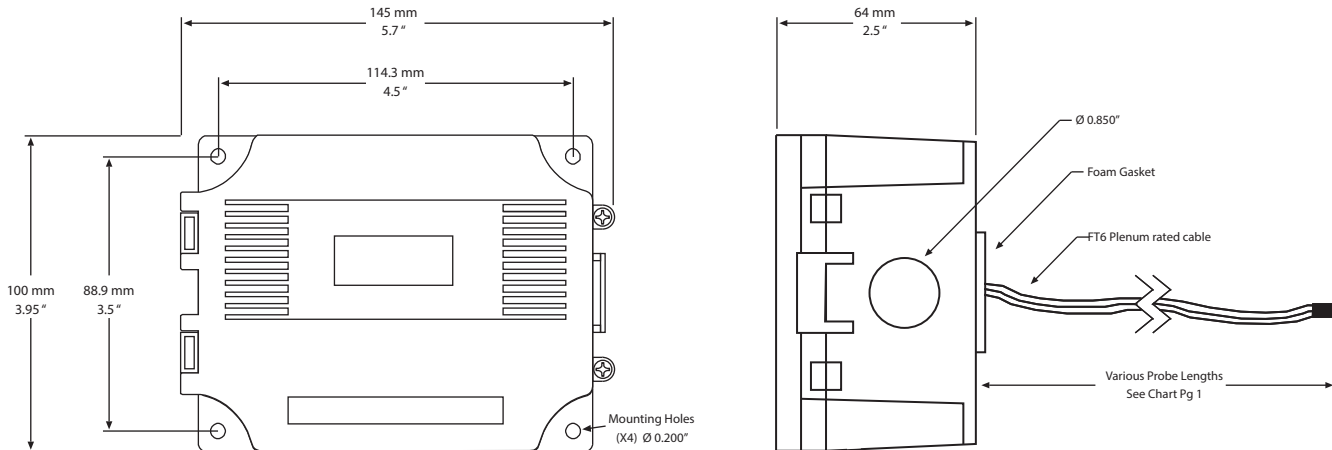 145 mm
5.7"
114.3 mm
4.5"
100 mm
3.95"
88.9 mm
3.5"
Mounting Holes
(X4) Ø 0.200"
64 mm
2.5"
Ø 0.850"
Foam Gasket
FT6 Plenum rated cable
Various Probe Lengths
See Chart Pg 1